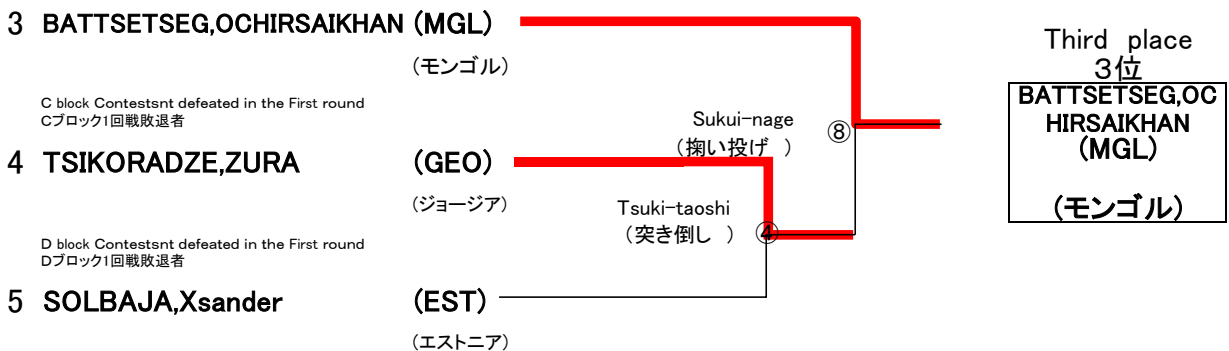 3 BATTSETSEG,OCHIRSAIKHAN (MGL)
(モンゴル)
C block Contestsnt defeated in the First round
Cブロック1回戦敗退者
4 TSIKORADZE,ZURA (GEO)
(ジョージア)
D block Contestsnt defeated in the First round
Dブロック1回戦敗退者
5 SOLBAJA,Xsander (EST)
(エストニア)
Sukui-nage
(掬い投げ )
⑧
Tsuki-taoshi
(突き倒し )
④
Third place
3位
BATTSETSEG,OC
HIRSAIKHAN
(MGL)
(モンゴル)